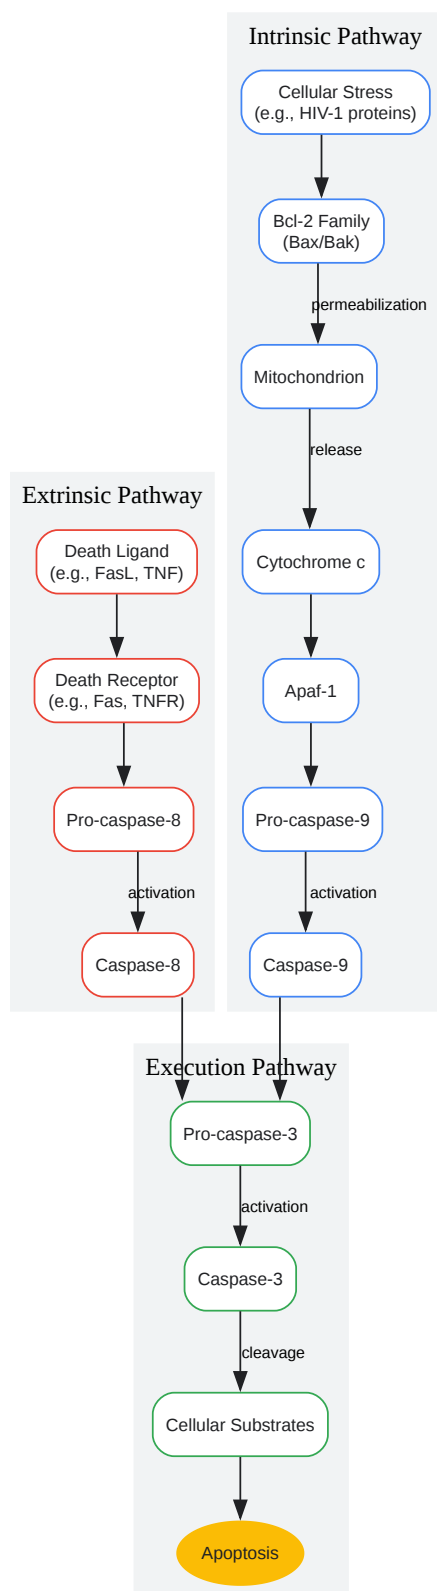 Intrinsic Pathway
Cellular Stress
(e.g., HIV-1 proteins)
Bcl-2 Family
(Bax/Bak)
permeabilization
Mitochondrion
release
Cytochrome c
Apaf-1
Pro-caspase-9
activation
Caspase-9
Extrinsic Pathway
Death Ligand
(e.g., FasL, TNF)
Death Receptor
(e.g., Fas, TNFR)
Pro-caspase-8
activation
Caspase-8
Execution Pathway
Pro-caspase-3
activation
Caspase-3
cleavage
Cellular Substrates
Apoptosis